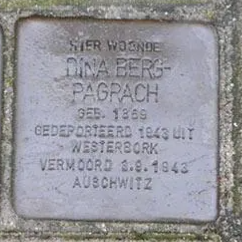 HIER WOONDE
DINA BERG-
PAGRACH
GEB. 1869
GEDEPORTEERD 1943 UIT
WESTERBORK
VERMOORD 3.9.1943
AUSCHWITZ